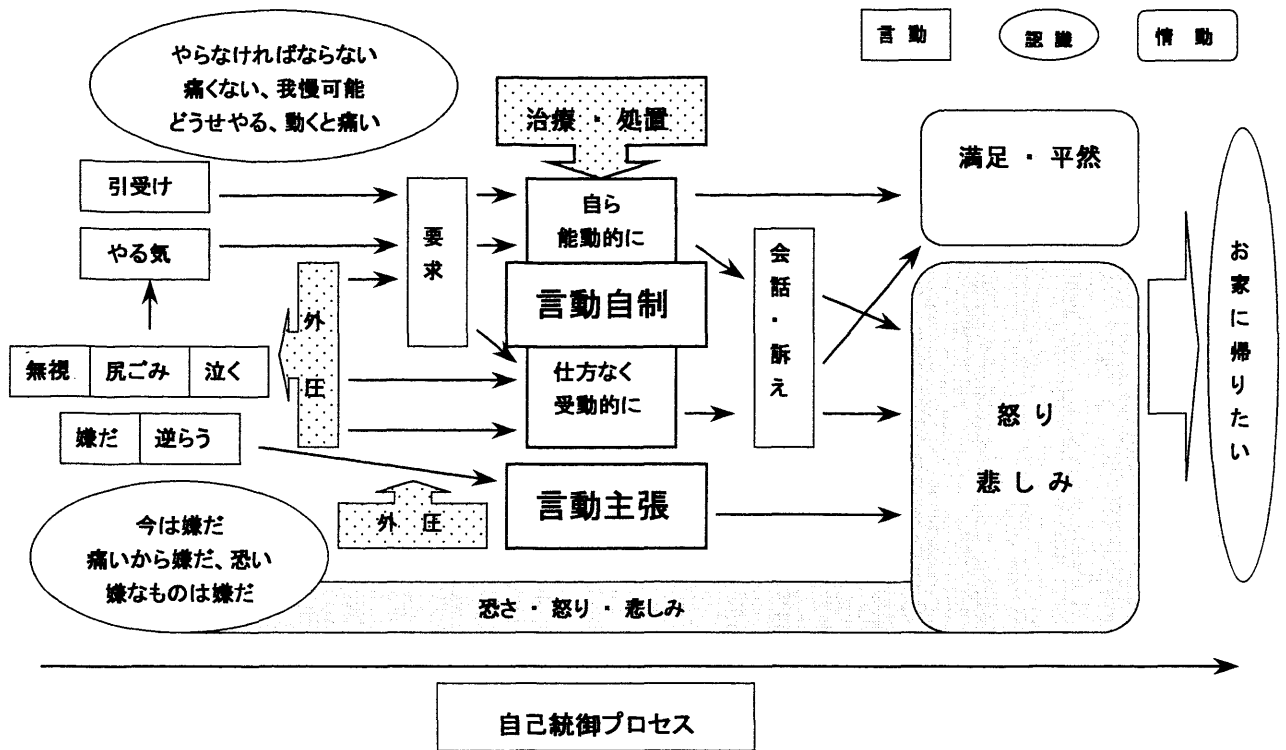 言動
認識
情動
やらなければならない
痛くない、我慢可能
どうせやる、動くと痛い
治療・処置
満足・平然
引受け
やる気
要求
自ら
能動的に
言動自制
仕方なく
受動的に
会話・訴え
お家に帰りたい
外圧
無視
尻ごみ
泣く
嫌だ
逆らう
怒り
悲しみ
言動主張
外圧
今は嫌だ
痛いから嫌だ、恐い
嫌なものは嫌だ
恐さ・怒り・悲しみ
自己統御プロセス